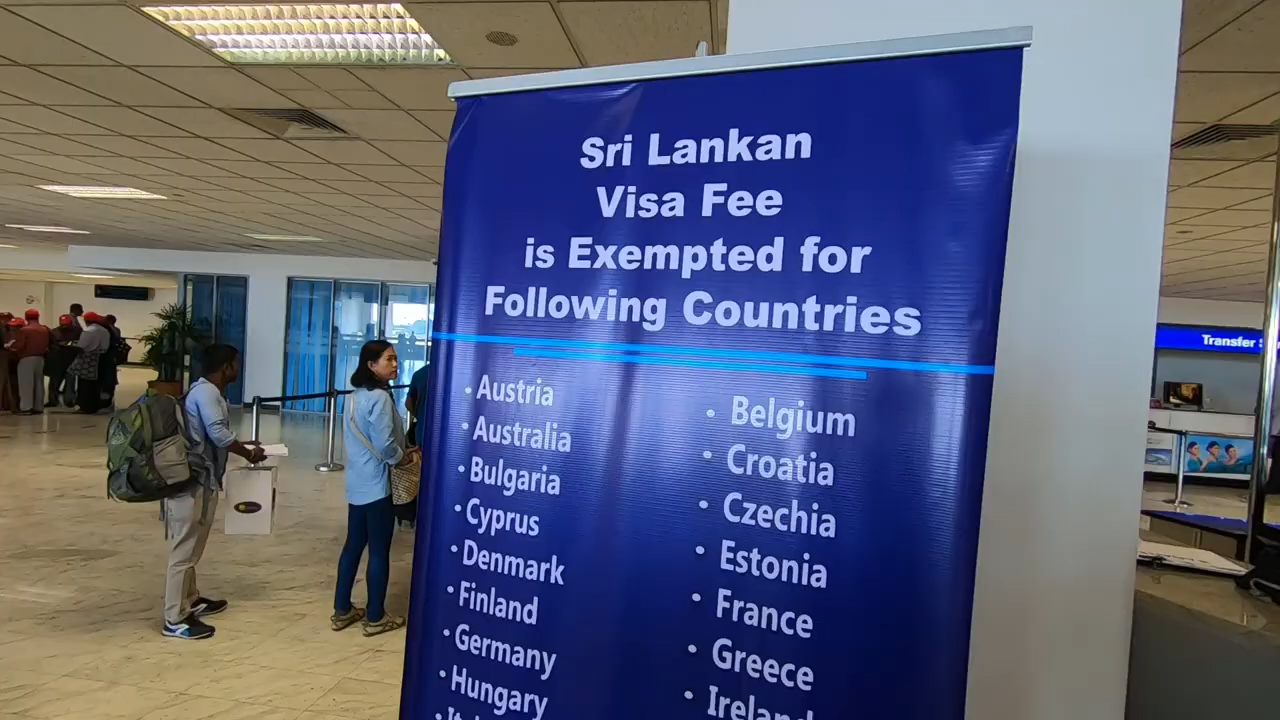 Sri Lankan
Visa Fee
is Exempted for
Following Countries
• Austria
• Australia
• Bulgaria
• Cyprus
• Denmark
• Finland
• Germany
• Hungary
• Belgium
• Croatia
• Czechia
• Estonia
• France
• Greece
• Ireland
Transfer